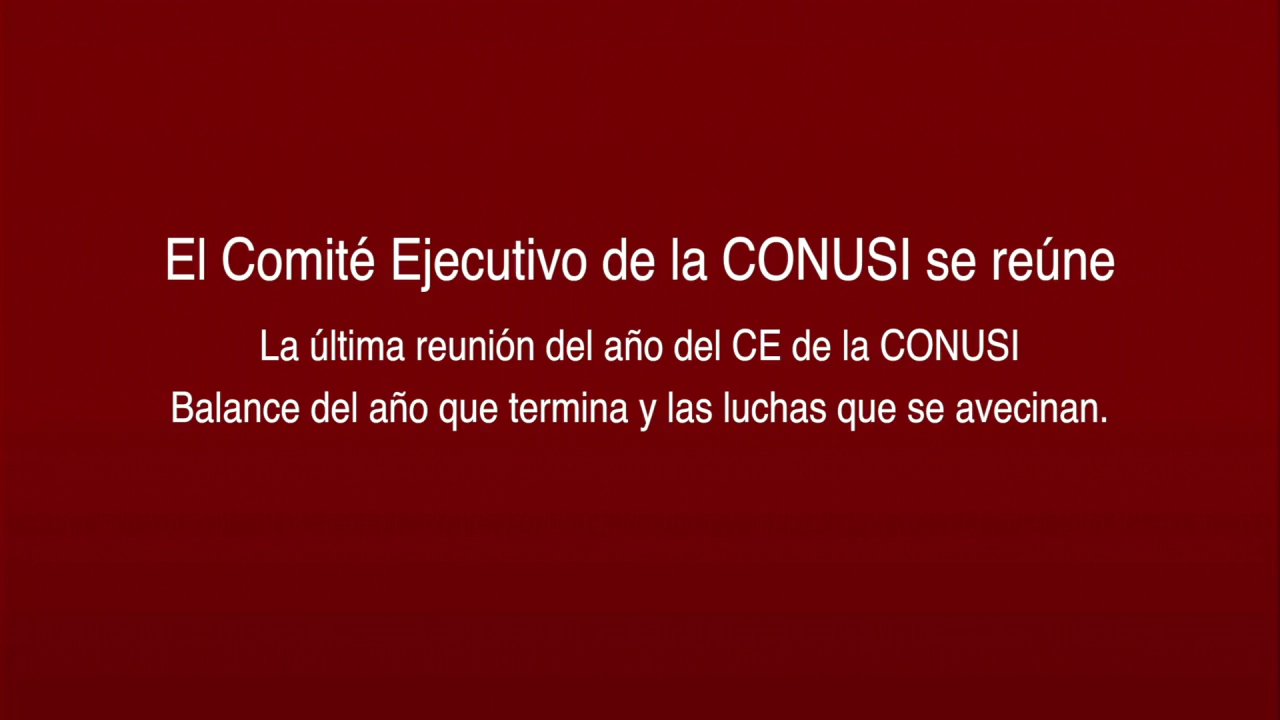 El Comité Ejecutivo de la CONUSI se reúne
La última reunión del año del CE de la CONUSI
Balance del año que termina y las luchas que se avecinan.